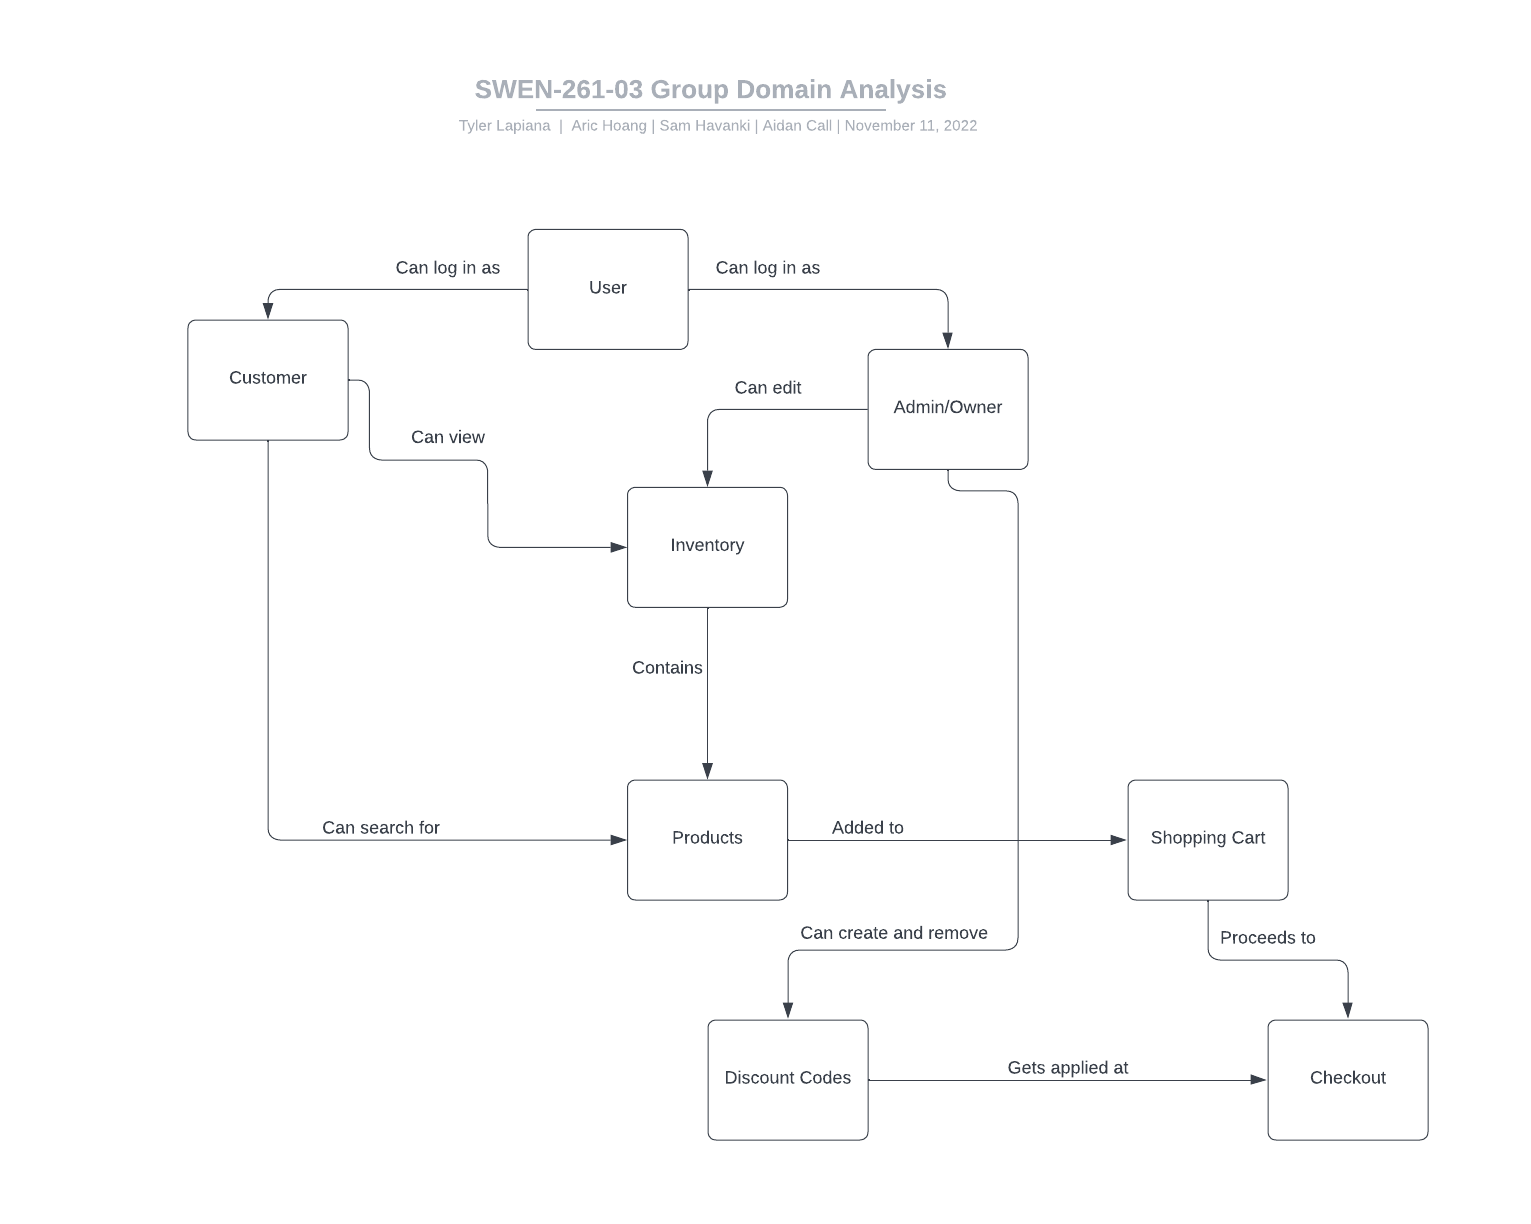 SWEN-261-03 Group Domain Analysis
Tyler Lapiana | Aric Hoang | Sam Havanki | Aidan Call | November 11, 2022
Can log in as
Can log in as
User
Customer
Can edit
Admin/Owner
Can view
Inventory
Contains
Can search for
Products
Added to
Shopping Cart
Can create and remove
Proceeds to
Discount Codes
Gets applied at
Checkout